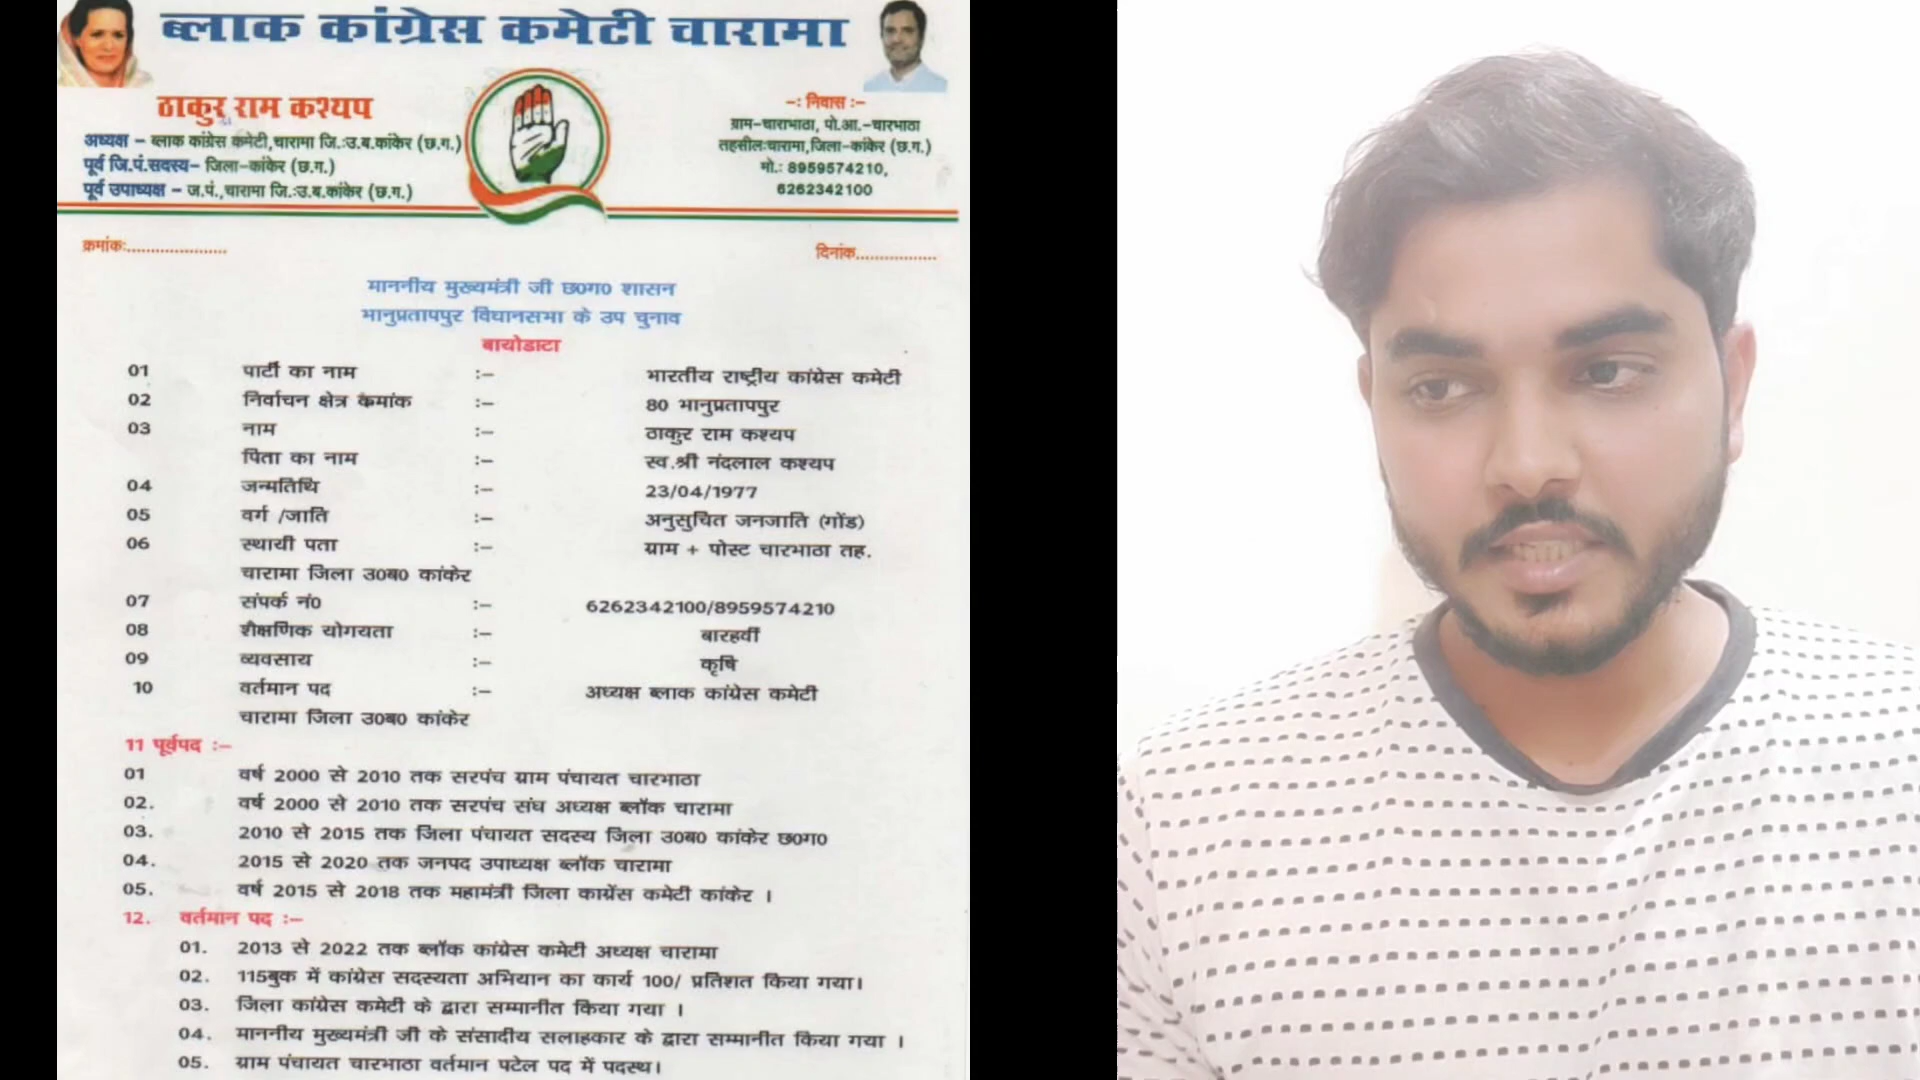 ब्लाक कांग्रेस कमेटी चारामा
ठाकुर राम कश्यप
अध्यक्ष – ब्लाक कांग्रेस कमेटी,चारामा जि.:उ.ब.कांकेर (छ.ग.)
पूर्व जि.पं.सदस्य– जिला–कांकेर (छ.ग.)
पूर्व उपाध्यक्ष – ज.पं.,चारामा जि.:उ.ब.कांकेर (छ.ग.)
–: निवास :–
ग्राम–चाराभाठा, पो.आ.–चारभाठा
तहसीलःचारामा,जिला–कांकेर (छ.ग.)
मो.: 8959574210,
6262342100
क्रमांकः.....................
दिनांक.................
माननीय मुख्यमंत्री जी छ0ग0 शासन
भानुप्रतापपुर विधानसभा के उप चुनाव
बायोडाटा
01 पार्टी का नाम :– भारतीय राष्ट्रीय कांग्रेस कमेटी
02 निर्वाचन क्षेत्र कमांक :– 80 भानुप्रतापपुर
03 नाम :– ठाकुर राम कश्यप
पिता का नाम :– स्व.श्री नंदलाल कश्यप
04 जन्मतिथि :– 23/04/1977
05 वर्ग /जाति :– अनुसुचित जनजाति (गोंड)
06 स्थायी पता :– ग्राम + पोस्ट चारभाठा तह.
चारामा जिला उ0ब0 कांकेर
07 संपर्क नं0 :– 6262342100/8959574210
08 शैक्षणिक योगयता :– बारहवीं
09 व्यवसाय :– कृषि
10 वर्तमान पद :– अध्यक्ष ब्लाक कांग्रेस कमेटी
चारामा जिला उ0ब0 कांकेर
11 पूर्वपद :–
01 वर्ष 2000 से 2010 तक सरपंच ग्राम पंचायत चारभाठा
02. वर्ष 2000 से 2010 तक सरपंच संघ अध्यक्ष ब्लॉक चारामा
03. 2010 से 2015 तक जिला पंचायत सदस्य जिला उ0ब0 कांकेर छ0ग0
04. 2015 से 2020 तक जनपद उपाध्यक्ष ब्लॉक चारामा
05. वर्ष 2015 से 2018 तक महामंत्री जिला काग्रेंस कमेटी कांकेर ।
12. वर्तमान पद :–
01. 2013 से 2022 तक ब्लॉक कांग्रेस कमेटी अध्यक्ष चारामा
02. 115बुक में कांग्रेस सदस्यता अभियान का कार्य 100/ प्रतिशत किया गया।
03. जिला कांग्रेस कमेटी के द्वारा सम्मानीत किया गया ।
04. माननीय मुख्यमंत्री जी के संसादीय सलाहकार के द्वारा सम्मानीत किया गया ।
05. ग्राम पंचायत चारभाठा वर्तमान पटेल पद में पदस्थ।